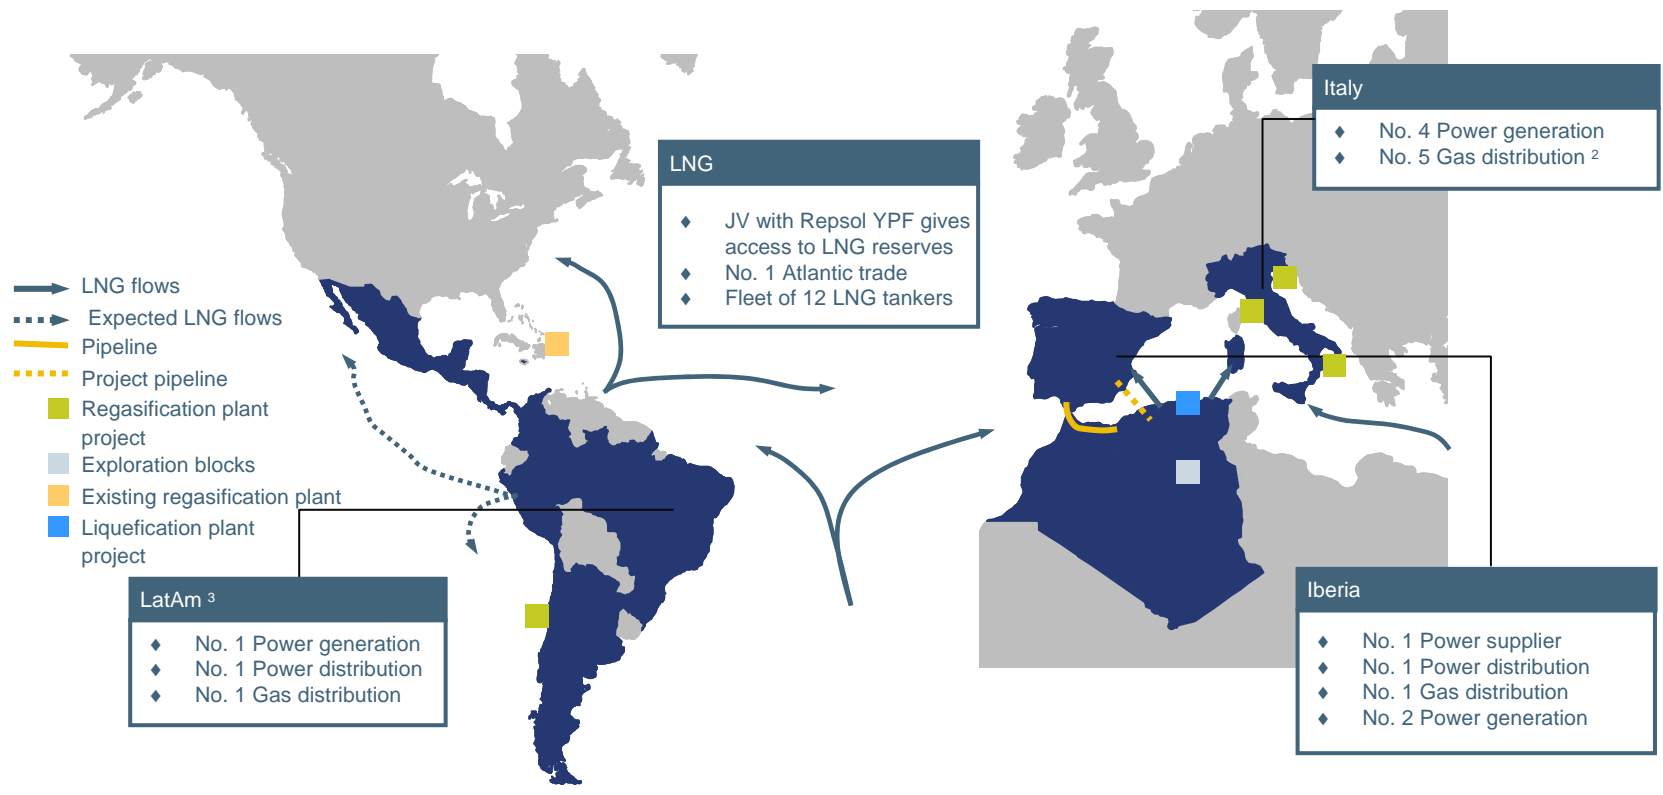 Italy
♦ No. 4 Power generation
♦ No. 5 Gas distribution ²
LNG
♦ JV with Repsol YPF gives
access to LNG reserves
♦ No. 1 Atlantic trade
♦ Fleet of 12 LNG tankers
LNG flows
Expected LNG flows
Pipeline
Project pipeline
Regasification plant
project
Exploration blocks
Existing regasification plant
Liquefication plant
project
LatAm ³
♦ No. 1 Power generation
♦ No. 1 Power distribution
♦ No. 1 Gas distribution
Iberia
♦ No. 1 Power supplier
♦ No. 1 Power distribution
♦ No. 1 Gas distribution
♦ No. 2 Power generation